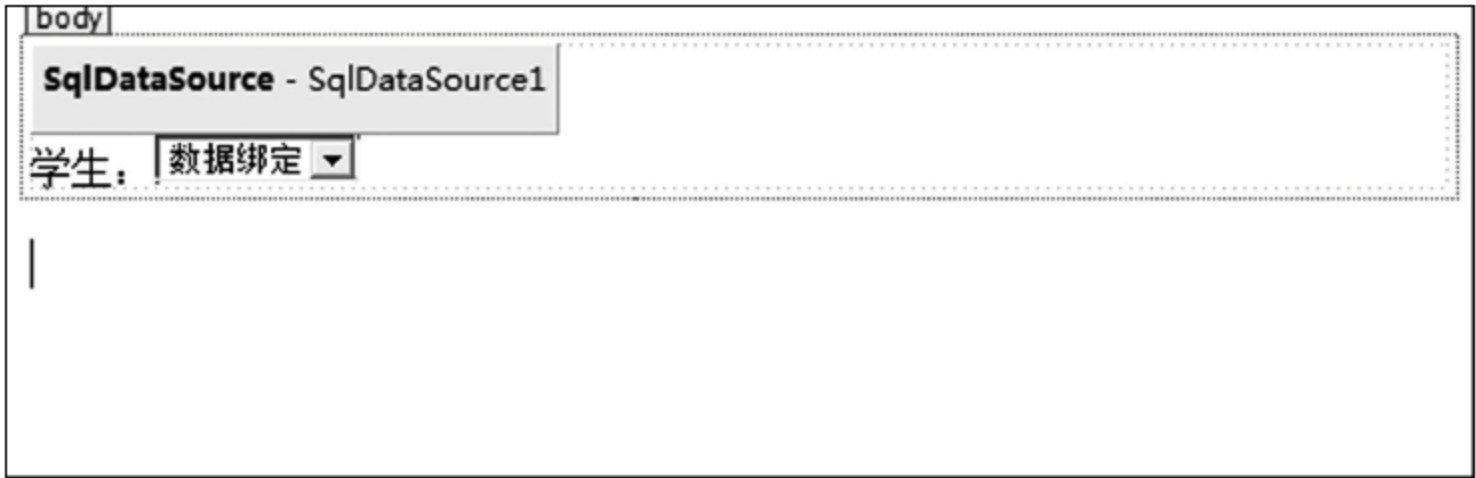 body
SqlDataSource - SqlDataSource1
学生： 数据绑定